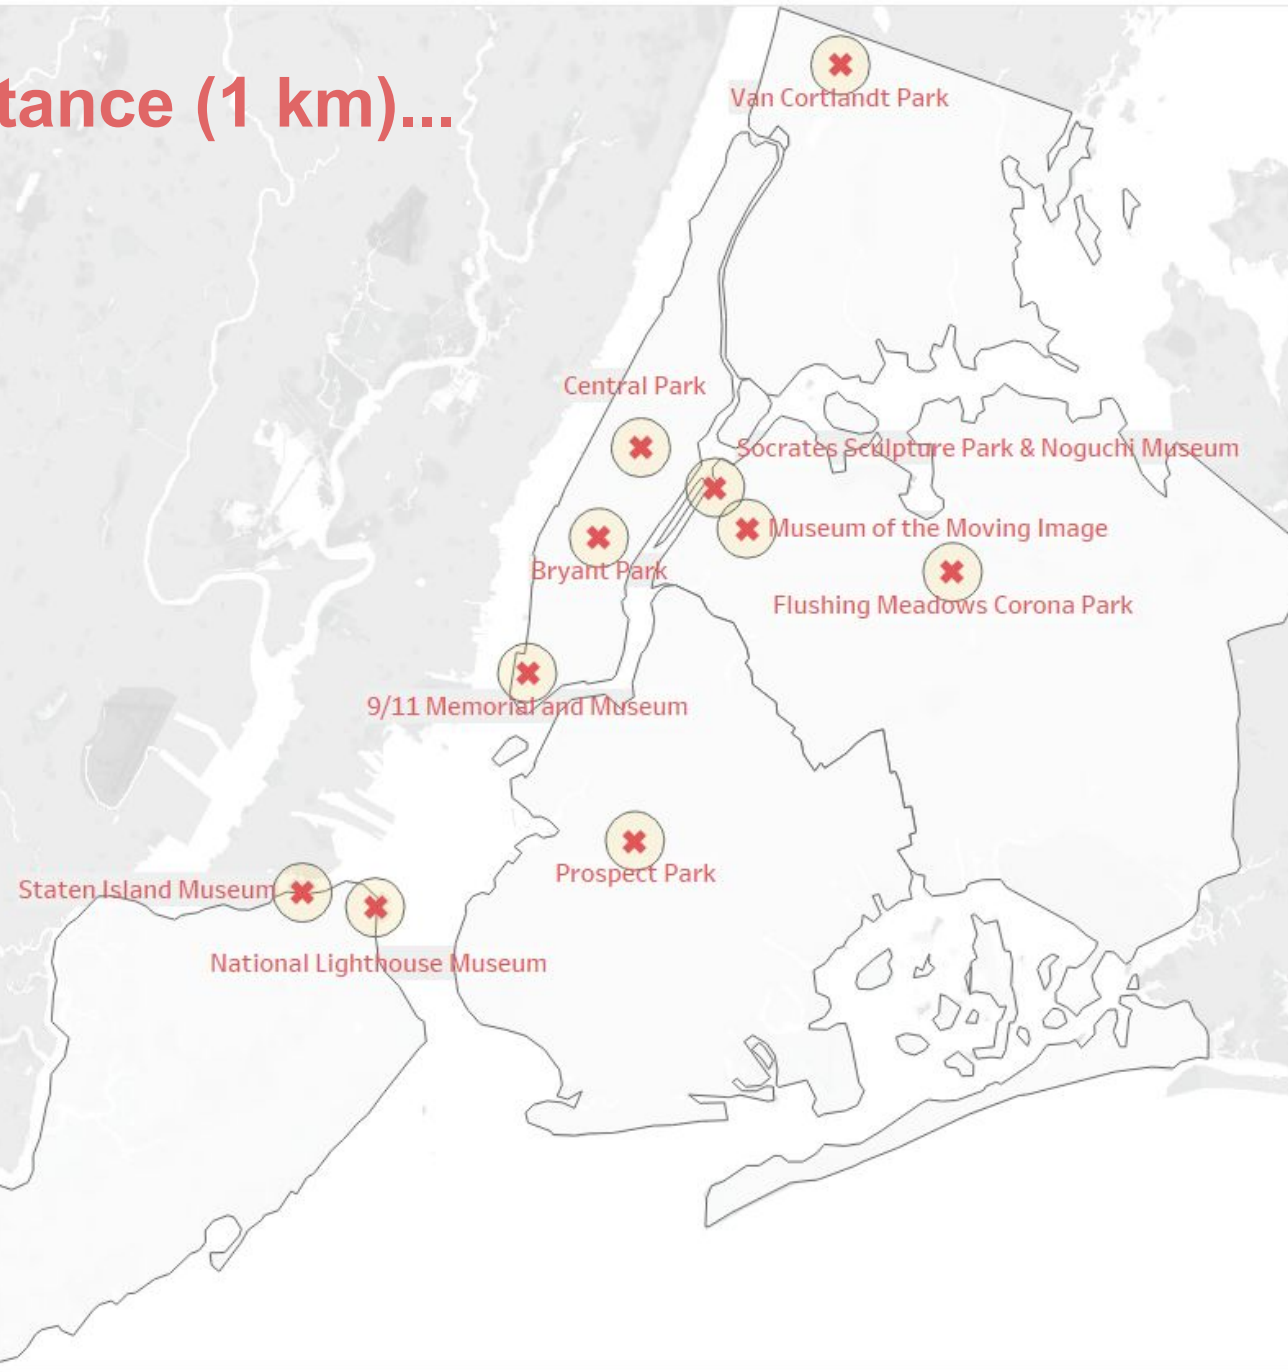 tance (1 km)...
Van Cortlandt Park
Central Park
Socrates Sculpture Park & Noguchi Museum
Museum of the Moving Image
Bryant Park
Flushing Meadows Corona Park
9/11 Memorial and Museum
Prospect Park
Staten Island Museum
National Lighthouse Museum